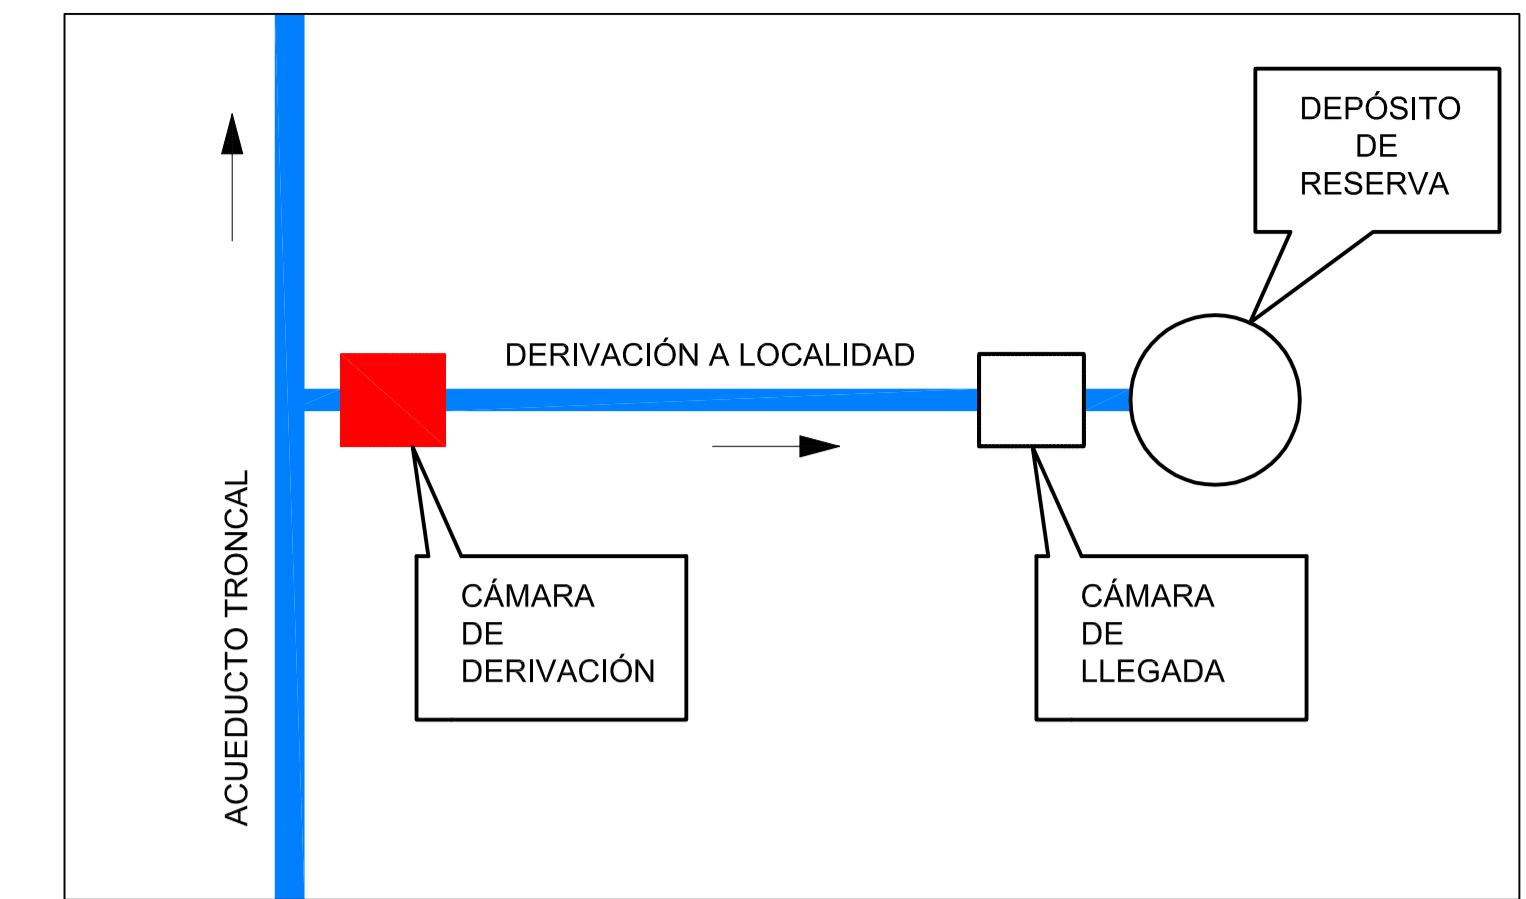 DEPÓSITO
DE
RESERVA
DERIVACIÓN A LOCALIDAD
ACUEDUCTO TRONCAL
CÁMARA
DE
DERIVACIÓN
CÁMARA
DE
LLEGADA